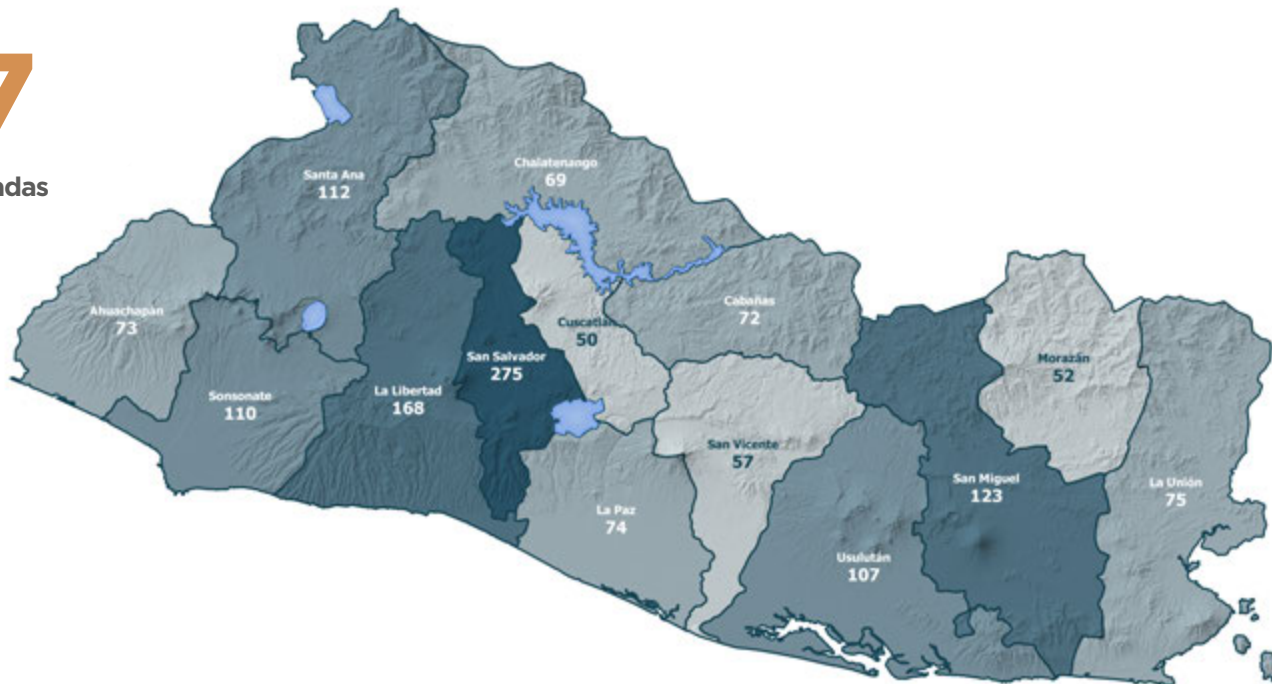 7
adas
Santa Ana
112
Chalatenango
69
Ahuachapán
73
Cabañas
72
Cuscatlán
50
San Salvador
275
Morazán
52
Sonsonate
110
La Libertad
168
San Vicente
57
San Miguel
123
La Unión
75
La Paz
74
Usulután
107